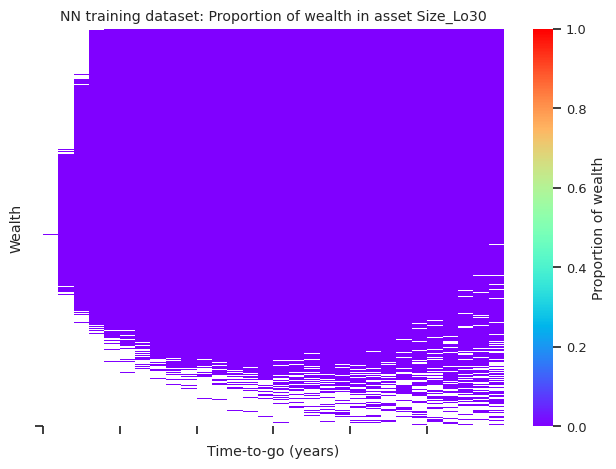 NN training dataset: Proportion of wealth in asset Size_Lo30
Wealth
Time-to-go (years)
1.0
0.8
0.6
0.4
0.2
0.0
Proportion of wealth